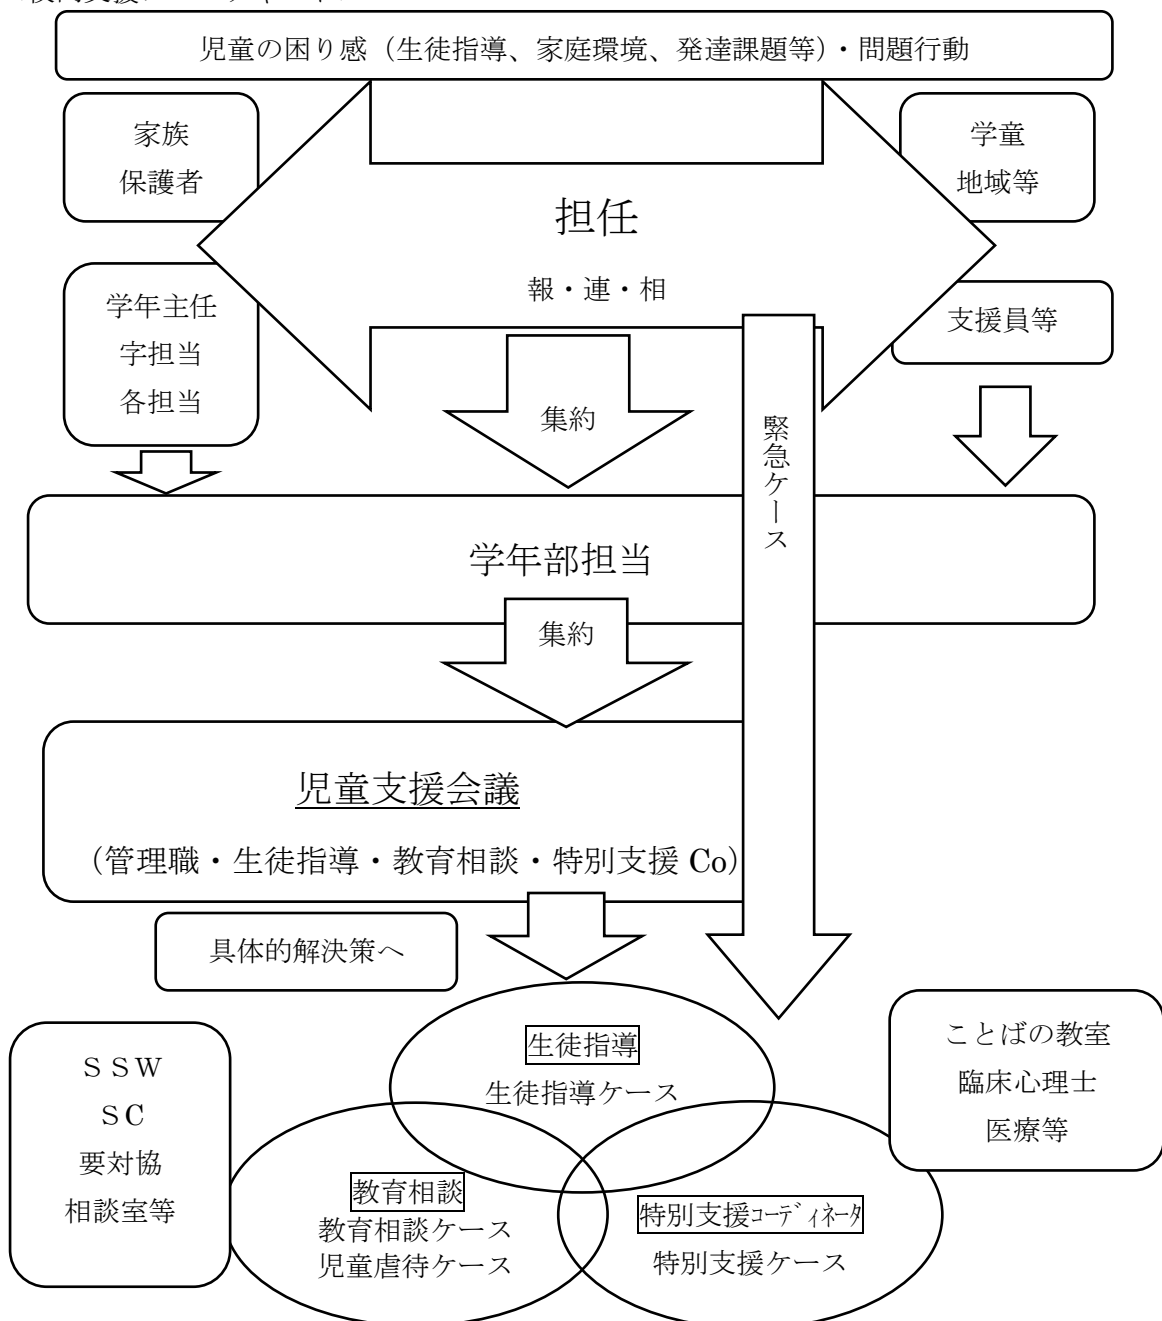 児童の困り感（生徒指導、家庭環境、発達課題等）・問題行動
家族
保護者
学童
地域等
担任
報・連・相
学年主任
字担当
各担当
支援員等
集約
緊急ケース
学年部担当
集約
児童支援会議
（管理職・生徒指導・教育相談・特別支援 Co）
具体的解決策へ
生徒指導
生徒指導ケース
ＳＳＷ
ＳＣ
要対協
相談室等
ことばの教室
臨床心理士
医療等
教育相談
教育相談ケース
児童虐待ケース
特別支援ｺｰﾃﾞｨﾈｰﾀ
特別支援ケース